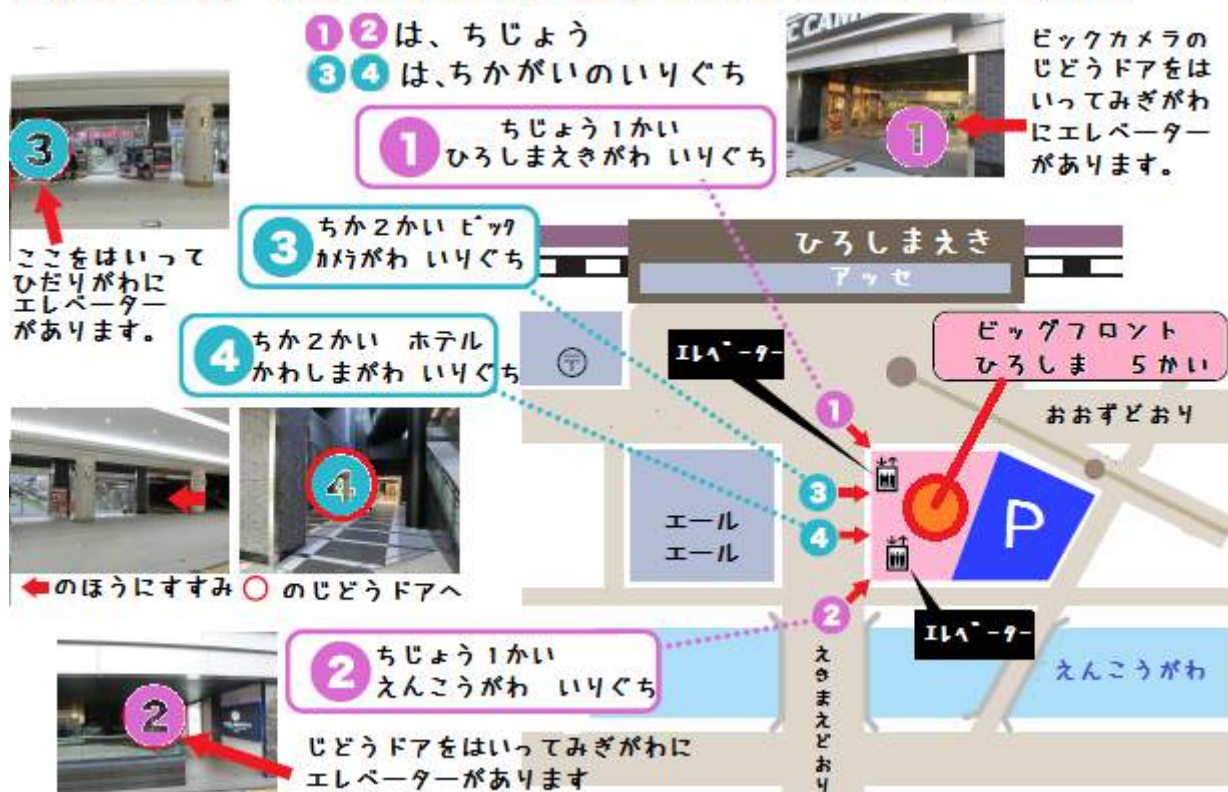 ①②は、ちじょう
③④は、ちかがいのいりぐち
C CAM
1
ビックカメラの
じどうドアをは
いってみぎがわ
にエレベーター
があります。
① ちじょう1かい
ひろしまえきがわ いりぐち
3
ここをはいって
ひだりがわに
エレベーター
があります。
③ ちか2かい ビック
カメラがわ いりぐち
④ ちか2かい ホテル
かわしまがわ いりぐち
ひろしまえき
アッセ
〒
エレベーター
ビッグフロント
ひろしま 5かい
おおずどおり
①
③
④
②
エール
エール
P
エレベーター
えんこうがわ
えきまえどおり
4
←のほうにすすみ○のじどうドアへ
2
② ちじょう1かい
えんこうがわ いりぐち
じどうドアをはいってみぎがわに
エレベーターがあります